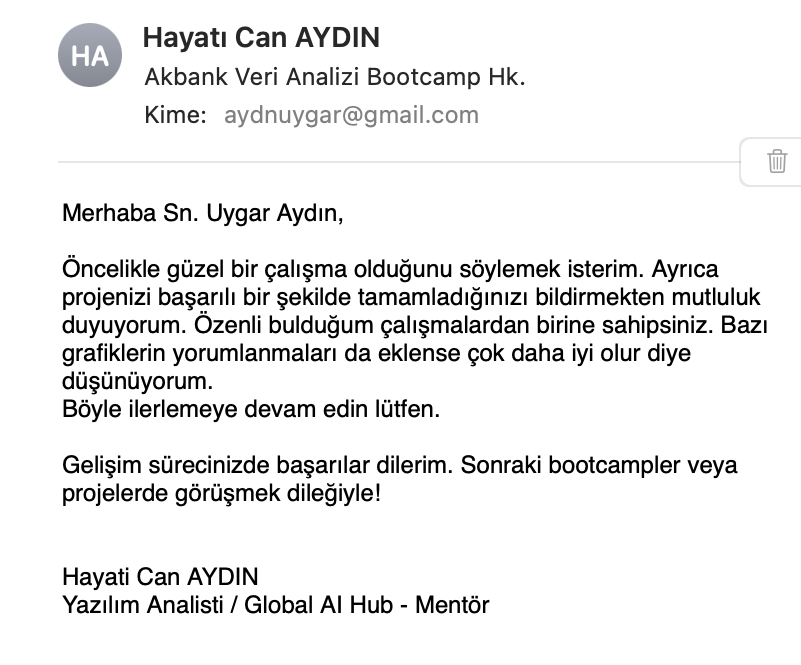 HA
Hayatı Can AYDIN
Akbank Veri Analizi Bootcamp Hk.
Kime: aydnuygar@gmail.com
Merhaba Sn. Uygar Aydın,
Öncelikle güzel bir çalışma olduğunu söylemek isterim. Ayrıca
projenizi başarılı bir şekilde tamamladığınızı bildirmekten mutluluk
duyuyorum. Özenli bulduğum çalışmalardan birine sahipsiniz. Bazı
grafiklerin yorumlanmaları da eklense çok daha iyi olur diye
düşünüyorum.
Böyle ilerlemeye devam edin lütfen.
Gelişim sürecinizde başarılar dilerim. Sonraki bootcampler veya
projelerde görüşmek dileğiyle!
Hayati Can AYDIN
Yazılım Analisti / Global AI Hub - Mentör